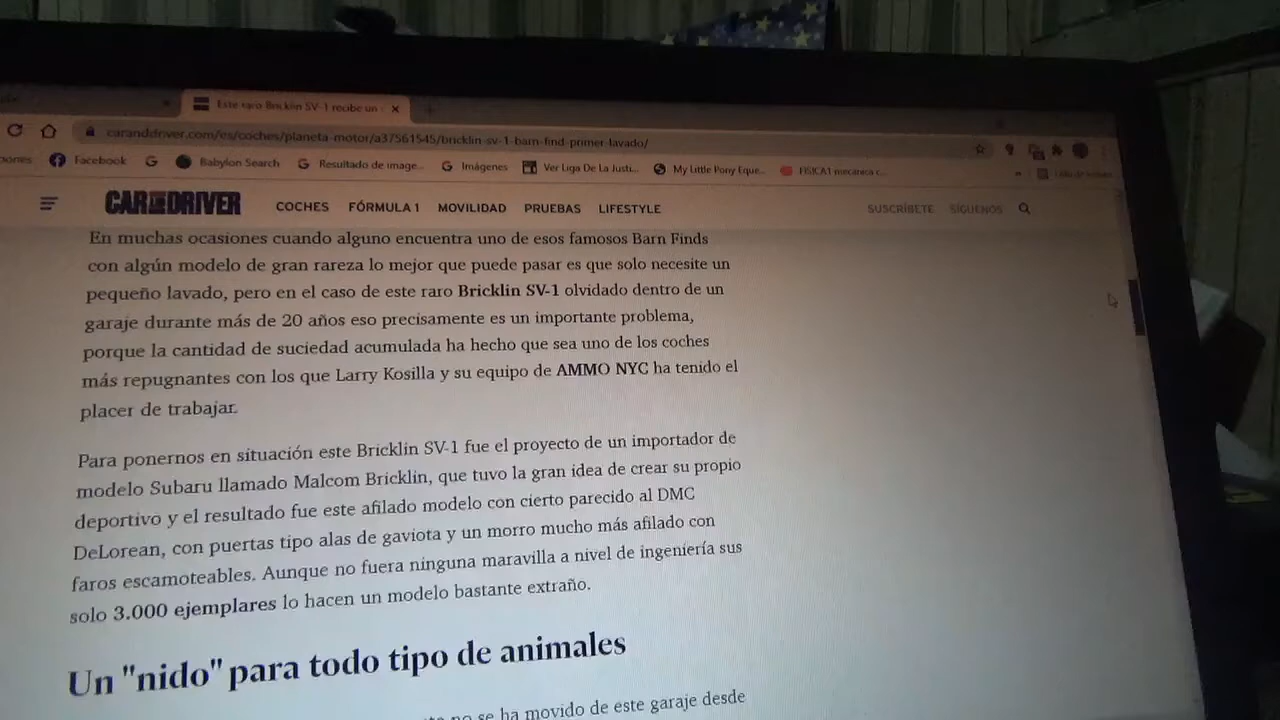 Este raro Bricklin SV-1 recibe un
caranddriver.com/es/coches/planeta-motor/a37561545/bricklin-sv-1-barn-find-primer-lavado/
Facebook
Babylon Search
Resultado de image...
Imágenes
Ver Liga De La Justi...
My Little Pony Eque...
FISICA1 mecánica c...
CAR AND DRIVER
COCHES FÓRMULA 1 MOVILIDAD PRUEBAS LIFESTYLE
SUSCRÍBETE SÍGUENOS
En muchas ocasiones cuando alguno encuentra uno de esos famosos Barn Finds
con algún modelo de gran rareza lo mejor que puede pasar es que solo necesite un
pequeño lavado, pero en el caso de este raro Bricklin SV-1 olvidado dentro de un
garaje durante más de 20 años eso precisamente es un importante problema,
porque la cantidad de suciedad acumulada ha hecho que sea uno de los coches
más repugnantes con los que Larry Kosilla y su equipo de AMMO NYC ha tenido el
placer de trabajar.
Para ponernos en situación este Bricklin SV-1 fue el proyecto de un importador de
modelo Subaru llamado Malcom Bricklin, que tuvo la gran idea de crear su propio
deportivo y el resultado fue este afilado modelo con cierto parecido al DMC
DeLorean, con puertas tipo alas de gaviota y un morro mucho más afilado con
faros escamoteables. Aunque no fuera ninguna maravilla a nivel de ingeniería sus
solo 3.000 ejemplares lo hacen un modelo bastante extraño.
Un "nido" para todo tipo de animales
no se ha movido de este garaje desde